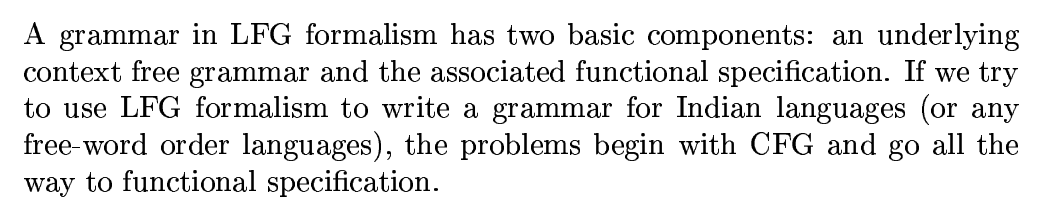 A grammar in LFG formalism has two basic components: an underlying
context free grammar and the associated functional specification. If we try
to use LFG formalism to write a grammar for Indian languages (or any
free-word order languages), the problems begin with CFG and go all the
way to functional specification.